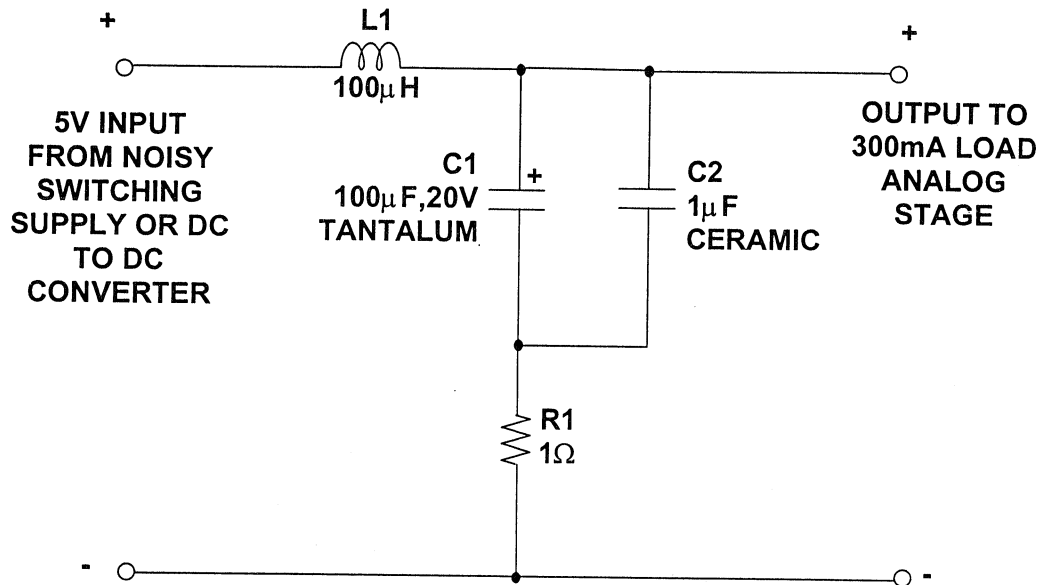 +
L1
100μH
+
5V INPUT
FROM NOISY
SWITCHING
SUPPLY OR DC
TO DC
CONVERTER
C1
+
100μF,20V
TANTALUM
C2
1μF
CERAMIC
OUTPUT TO
300mA LOAD
ANALOG
STAGE
R1
1Ω
-
-